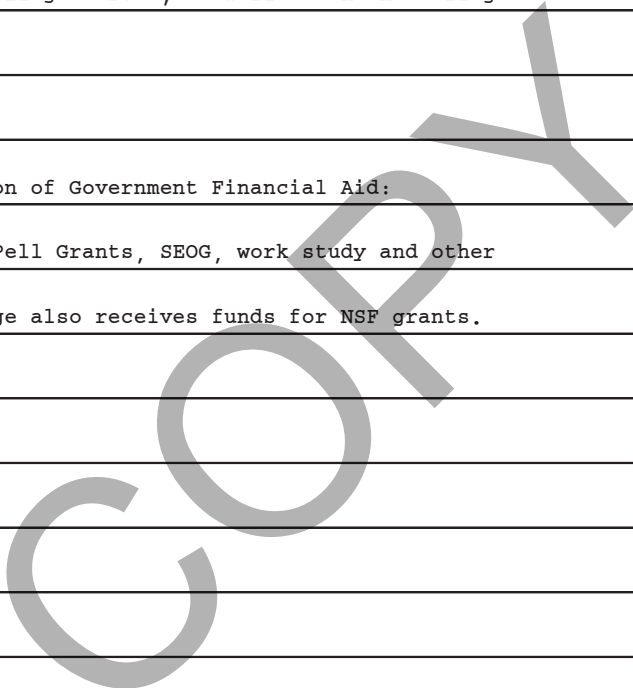 on of Government Financial Aid:
Pell Grants, SEOG, work study and other
ge also receives funds for NSF grants.
COPY